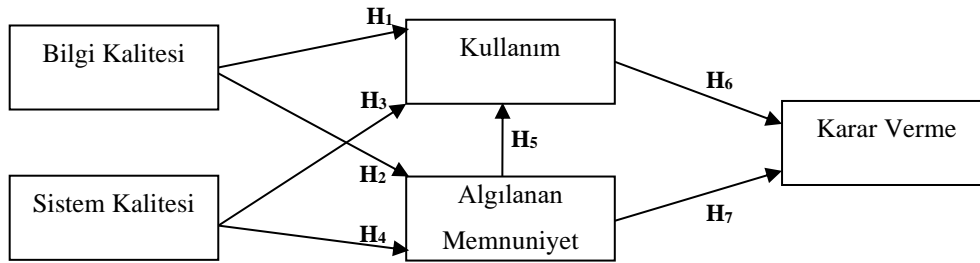 Bilgi Kalitesi
H1
Kullanım
H3
H6
Karar Verme
H5
H2
Sistem Kalitesi
Algılanan
Memnuniyet
H4
H7